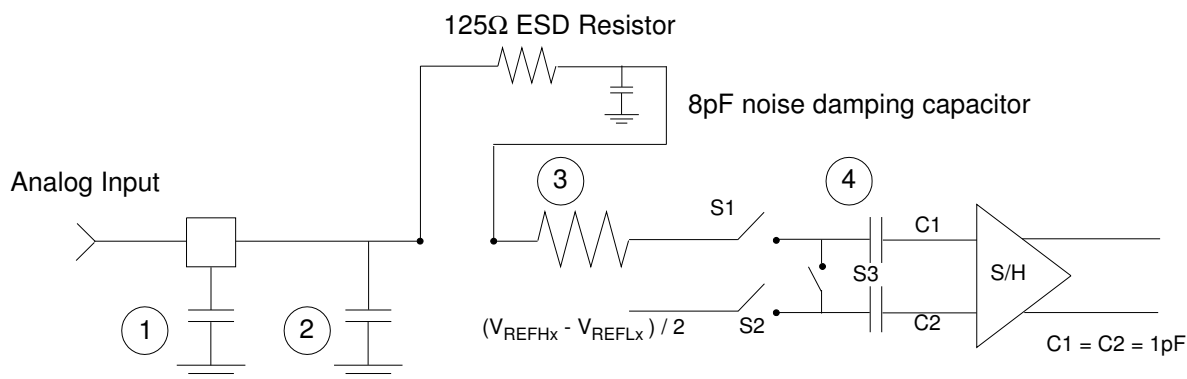 125Ω ESD Resistor
8pF noise damping capacitor
Analog Input
3
4
S1
C1
S3
S/H
1
2
(VREFHx - VREFLx) / 2
S2
C2
C1 = C2 = 1pF